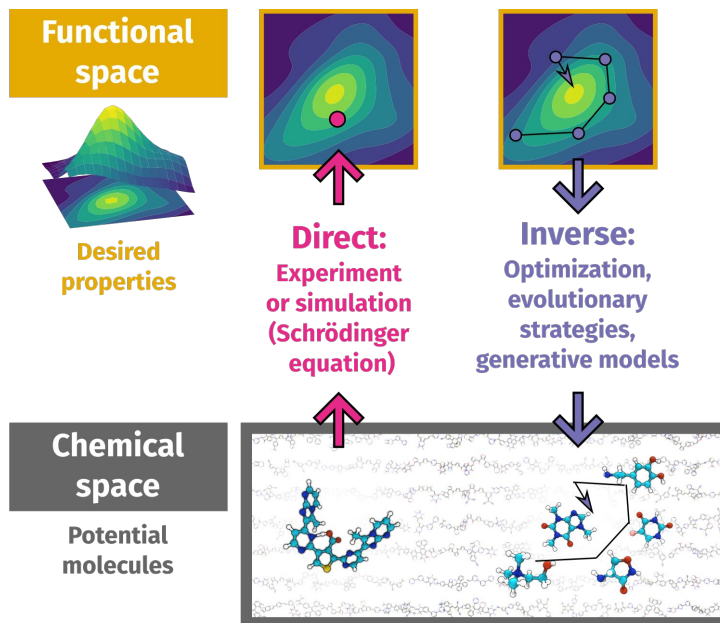 Functional
space
Desired
properties
Direct:
Experiment
or simulation
(Schrödinger
equation)
Inverse:
Optimization,
evolutionary
strategies,
generative models
Chemical
space
Potential
molecules